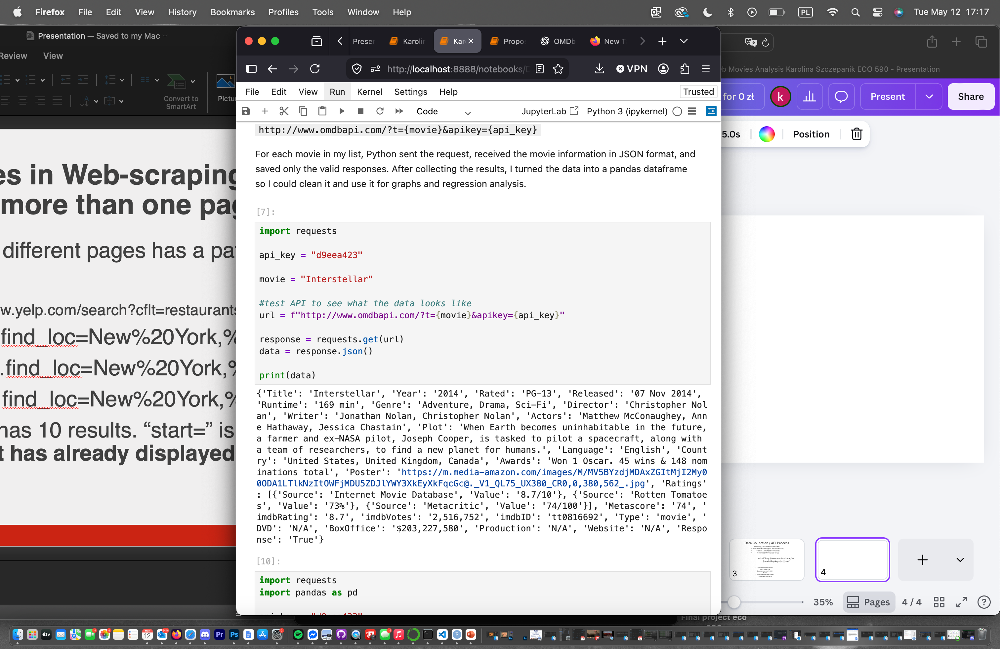 Firefox File Edit View History Bookmarks Profiles Tools Window Help
PL Tue May 12 17:17
Presentation — Saved to my Mac
Review View
Convert to
SmartArt
es in Web-scraping
more than one pag
different pages has a pa
w.yelp.com/search?cflt=restaurants
find_loc=New%20York,%
.find_loc=New%20York,%
find_loc=New%20York,%
has 10 results. “start=” is
t has already displayed
Karolin
Kar
Propo
OMDb
New T
http://localhost:8888/notebooks/
VPN
File Edit View Run Kernel Settings Help
Trusted
Code
JupyterLab Python 3 (ipykernel)
http://www.omdbapi.com/?t={movie}&apikey={api_key}
For each movie in my list, Python sent the request, received the movie information in JSON format, and
saved only the valid responses. After collecting the results, I turned the data into a pandas dataframe
so I could clean it and use it for graphs and regression analysis.
[7]:
import requests
api_key = "d9eea423"
movie = "Interstellar"
#test API to see what the data looks like
url = f"http://www.omdbapi.com/?t={movie}&apikey={api_key}"
response = requests.get(url)
data = response.json()
print(data)
{'Title': 'Interstellar', 'Year': '2014', 'Rated': 'PG-13', 'Released': '07 Nov 2014',
'Runtime': '169 min', 'Genre': 'Adventure, Drama, Sci-Fi', 'Director': 'Christopher Nol
an', 'Writer': 'Jonathan Nolan, Christopher Nolan', 'Actors': 'Matthew McConaughey, Ann
e Hathaway, Jessica Chastain', 'Plot': 'When Earth becomes uninhabitable in the future,
a farmer and ex-NASA pilot, Joseph Cooper, is tasked to pilot a spacecraft, along with
a team of researchers, to find a new planet for humans.', 'Language': 'English', 'Count
ry': 'United States, United Kingdom, Canada', 'Awards': 'Won 1 Oscar. 45 wins & 148 nom
inations total', 'Poster': 'https://m.media-amazon.com/images/M/MV5BYzdjMDAxZGItMjI2My0
0ODA1LTlkNzItOWFjMDU5ZDJlYWY3XkEyXkFqcGc@._V1_QL75_UX380_CR0,0,380,562_.jpg', 'Ratings'
: [{'Source': 'Internet Movie Database', 'Value': '8.7/10'}, {'Source': 'Rotten Tomatoe
s', 'Value': '73%'}, {'Source': 'Metacritic', 'Value': '74/100'}], 'Metascore': '74', '
imdbRating': '8.7', 'imdbVotes': '2,516,752', 'imdbID': 'tt0816692', 'Type': 'movie', '
DVD': 'N/A', 'BoxOffice': '$203,227,580', 'Production': 'N/A', 'Website': 'N/A', 'Respo
nse': 'True'}
[10]:
import requests
import pandas as pd
b Movies Analysis Karolina Szczepanik ECO 590 - Presentation
for 0 zł k Present Share
5.0s Position
Data Collection / API Process
3
4
35% Pages 4 / 4
Final project eco